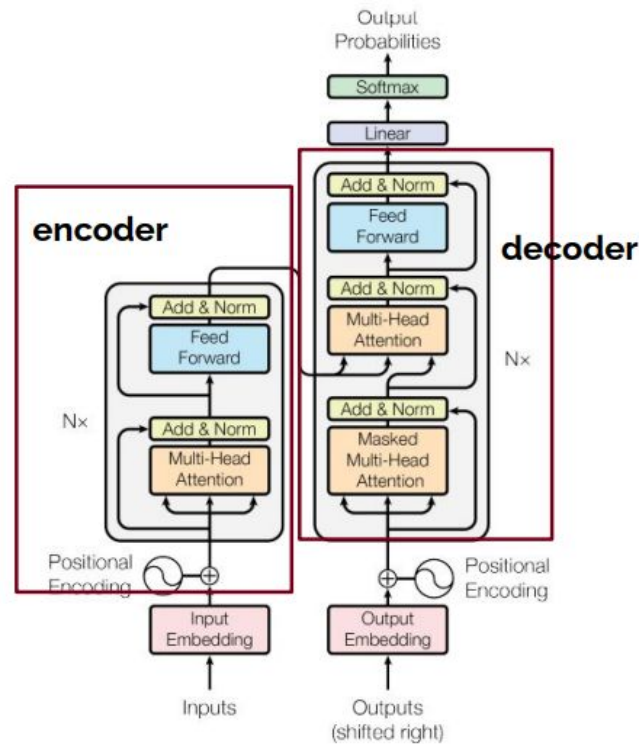 Output
Probabilities
Softmax
Linear
Add & Norm
Feed
Forward
Add & Norm
Multi-Head
Attention
Add & Norm
Masked
Multi-Head
Attention
decoder
N×
Positional
Encoding
Output
Embedding
Outputs
(shifted right)
encoder
Add & Norm
Feed
Forward
N×
Add & Norm
Multi-Head
Attention
Positional
Encoding
Input
Embedding
Inputs